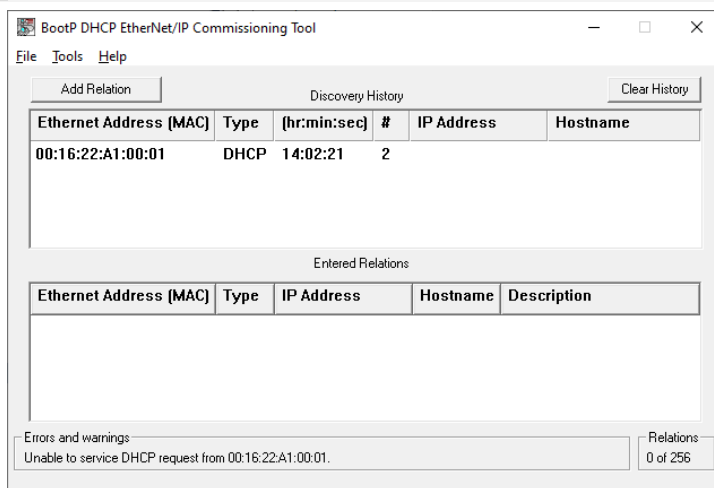 BootP DHCP EtherNet/IP Commissioning Tool
File Tools Help
Add Relation Discovery History Clear History
Ethernet Address (MAC) Type (hr:min:sec) # IP Address Hostname
00:16:22:A1:00:01 DHCP 14:02:21 2
Entered Relations
Ethernet Address (MAC) Type IP Address Hostname Description
Errors and warnings Relations
Unable to service DHCP request from 00:16:22:A1:00:01. 0 of 256